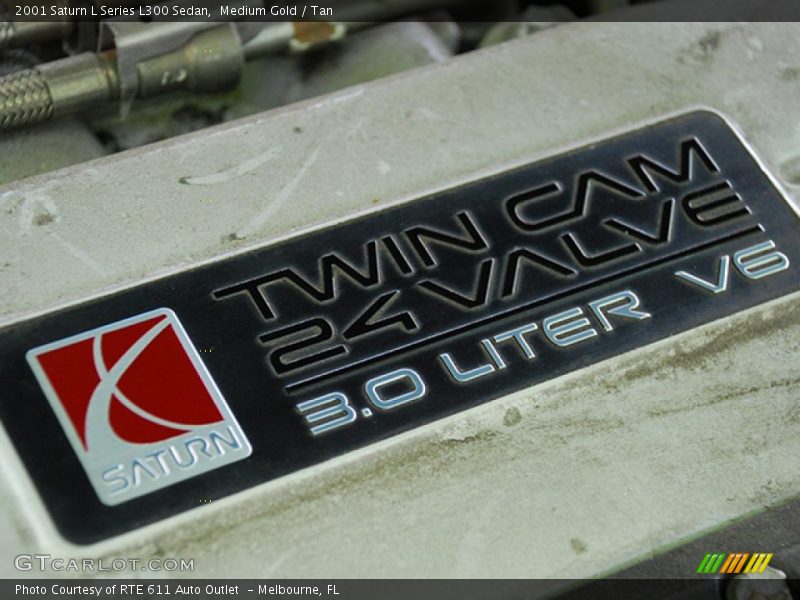 2001 Saturn L Series L300 Sedan,  Medium Gold / Tan
TWIN CAM
24 VALVE
3.0 LITER V6
SATURN
GTCARLOT.COM
Photo Courtesy of RTE 611 Auto Outlet  - Melbourne, FL